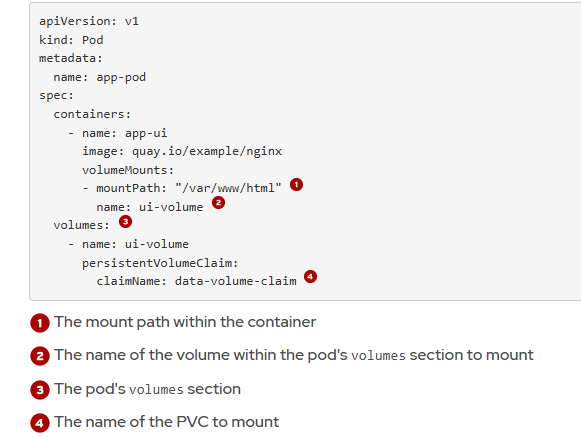 apiVersion: v1
kind: Pod
metadata:
  name: app-pod
spec:
  containers:
    - name: app-ui
      image: quay.io/example/nginx
      volumeMounts:
      - mountPath: "/var/www/html" 1
        name: ui-volume 2
  volumes: 3
    - name: ui-volume
      persistentVolumeClaim:
        claimName: data-volume-claim 4
1 The mount path within the container
2 The name of the volume within the pod's volumes section to mount
3 The pod's volumes section
4 The name of the PVC to mount